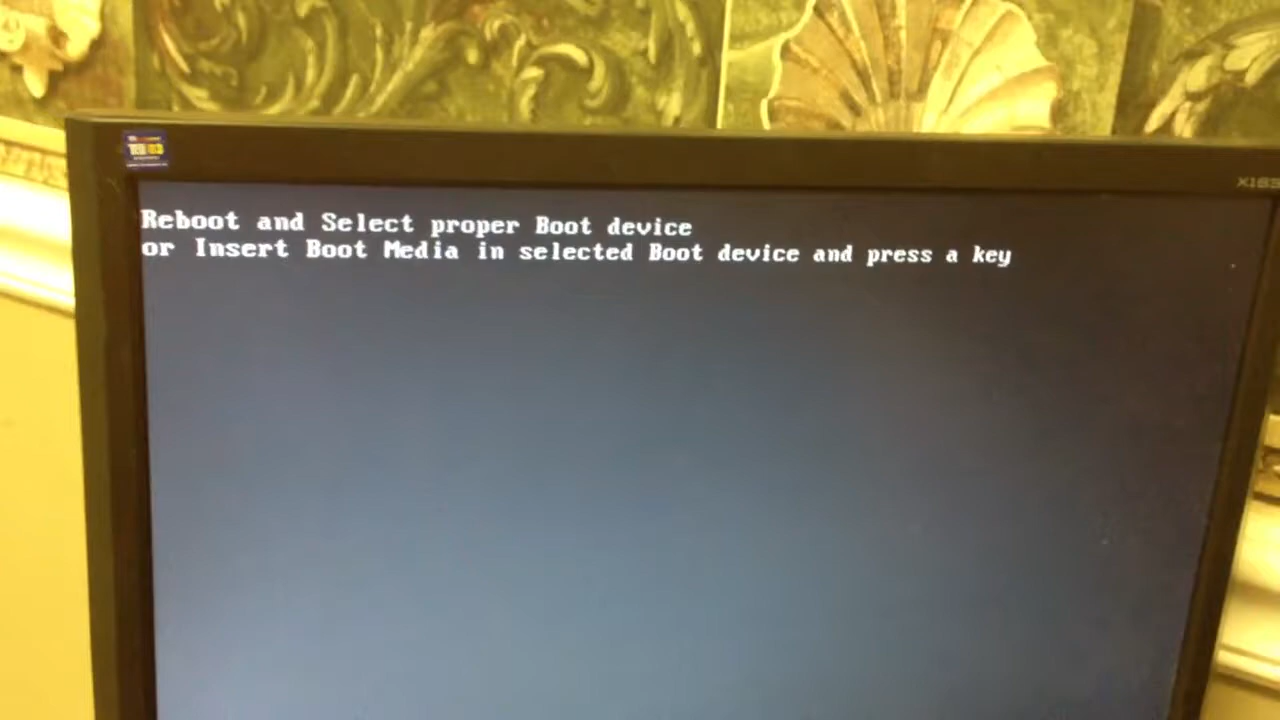 Reboot and Select proper Boot device
or Insert Boot Media in selected Boot device and press a key